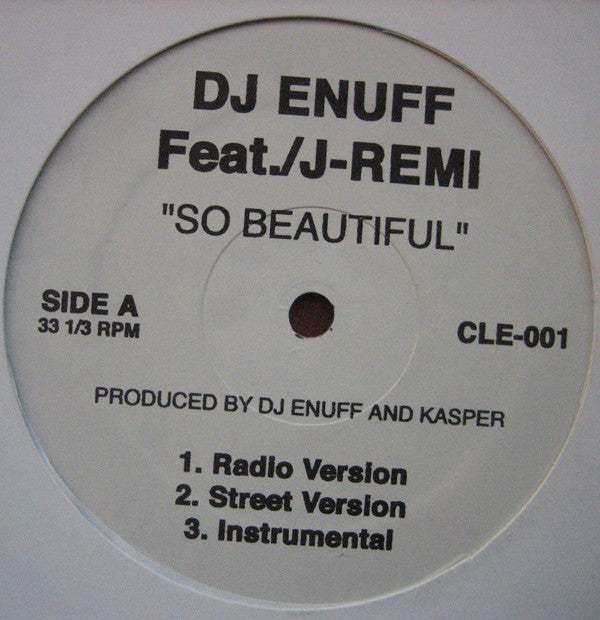 DJ ENUFF
Feat./J-REMI
"SO BEAUTIFUL"
SIDE A
33 1/3 RPM
CLE-001
PRODUCED BY DJ ENUFF AND KASPER
1. Radio Version
2. Street Version
3. Instrumental